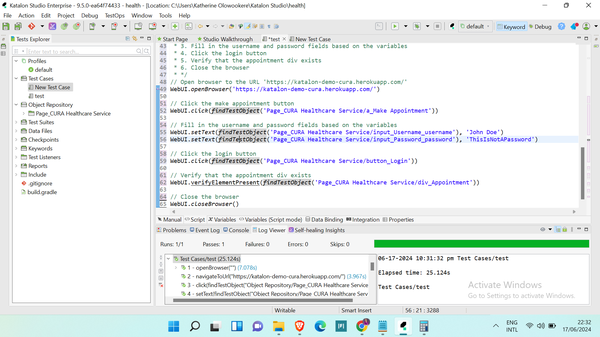 Katalon Studio Enterprise - 9.5.0-ea64f74433 - health - [Location: C:\Users\Katherine Olowookere\Katalon Studio\health]
File ActionOps Edit Project Debug TestOps Window Tools Help
default Keyword Debug
Tests Explorer
Enter text to search...
Profiles
default
Test Cases
New Test Case
test
Object Repository
Page_CURA Healthcare Service
Test Suites
Data Files
Checkpoints
Keywords
Test Listeners
Reports
Include
.gitignore
build.gradle
Start Page Studio Walkthrough *test New Test Case
43 * 3. Fill in the username and password fields based on the variables
44 * 4. Click the login button
45 * 5. Verify that the appointment div exists
46 * 6. Close the browser
47 * */
48 // Open browser to the URL 'https://katalon-demo-cura.herokuapp.com/'
49 WebUI.openBrowser('https://katalon-demo-cura.herokuapp.com/')
50
51 // Click the make appointment button
52 WebUI.click(findTestObject('Page_CURA Healthcare Service/a_Make Appointment'))
53
54 // Fill in the username and password fields based on the variables
55 WebUI.setText(findTestObject('Page_CURA Healthcare Service/input_Username_username'), 'John Doe')
56 WebUI.setText(findTestObject('Page_CURA Healthcare Service/input_Password_password'), 'ThisIsNotAPassword')
57
58 // Click the login button
59 WebUI.click(findTestObject('Page_CURA Healthcare Service/button_Login'))
60
61 // Verify that the appointment div exists
62 WebUI.verifyElementPresent(findTestObject('Page_CURA Healthcare Service/div_Appointment'))
63
64 // Close the browser
65 WebUI.closeBrowser()
Manual Script Variables Variables (Script mode) Data Binding Integration Properties
Problems Event Log Console Log Viewer Self-healing Insights
Runs: 1/1 Passes: 1 Failures: 0 Errors: 0 Skips: 0
Test Cases/test (25.124s)
1 - openBrowser("") (7.078s)
2 - navigateToUrl("https://katalon-demo-cura.herokuapp.com/") (3.967s)
3 - click(findTestObject("Object Repository/Page_CURA Healthcare Service
4 - setText(findTestObject("Object Repository/Page_CURA Healthcare Servi
06-17-2024 10:31:32 pm Test Cases/test
Elapsed time: 25.124s
Test Cases/test
Activate Windows
Go to Settings to activate Windows.
Writable Smart Insert 56 : 21 : 3288
ENG
INTL
22:32
17/06/2024